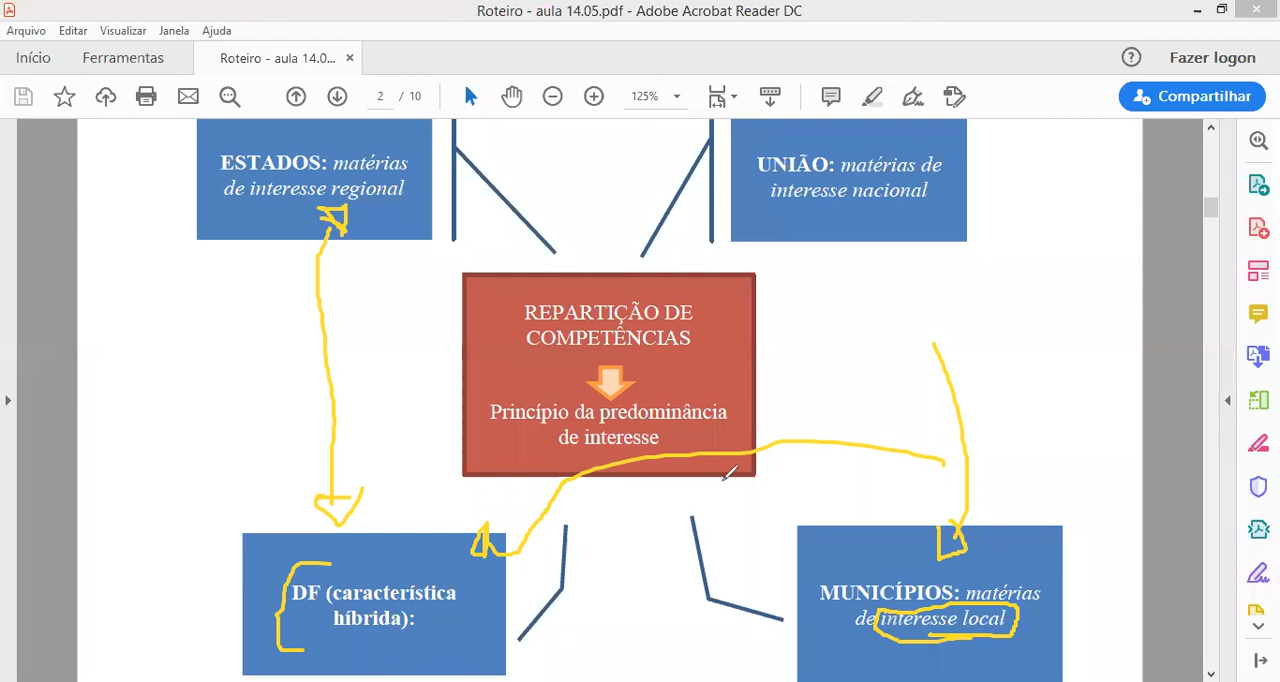 Roteiro - aula 14.05.pdf - Adobe Acrobat Reader DC
Arquivo Editar Visualizar Janela Ajuda
Início Ferramentas Roteiro - aula 14.0... × Fazer logon
2 / 10 125% Compartilhar
ESTADOS: matérias
de interesse regional
UNIÃO: matérias de
interesse nacional
REPARTIÇÃO DE
COMPETÊNCIAS
Princípio da predominância
de interesse
DF (característica
híbrida):
MUNICÍPIOS: matérias
de interesse local